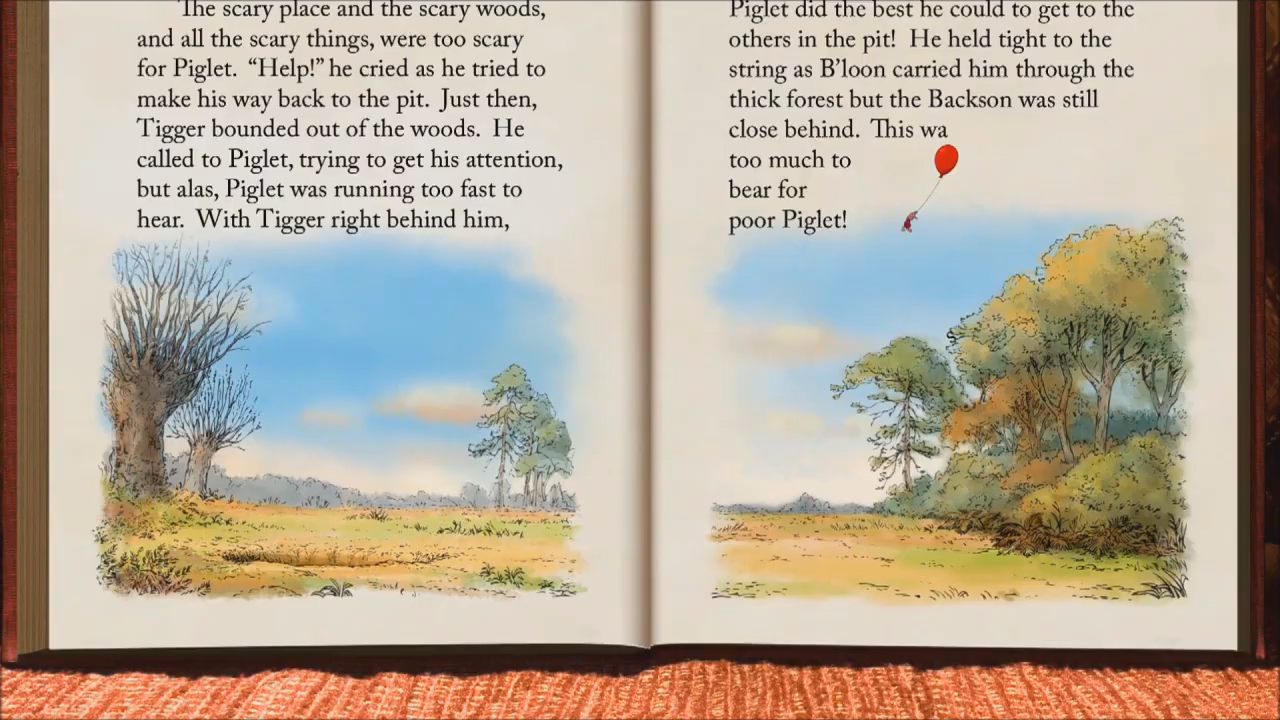 The scary place and the scary woods,
and all the scary things, were too scary
for Piglet. “Help!” he cried as he tried to
make his way back to the pit. Just then,
Tigger bounded out of the woods. He
called to Piglet, trying to get his attention,
but alas, Piglet was running too fast to
hear. With Tigger right behind him,
Piglet did the best he could to get to the
others in the pit! He held tight to the
string as B’loon carried him through the
thick forest but the Backson was still
close behind. This wa
too much to
bear for
poor Piglet!